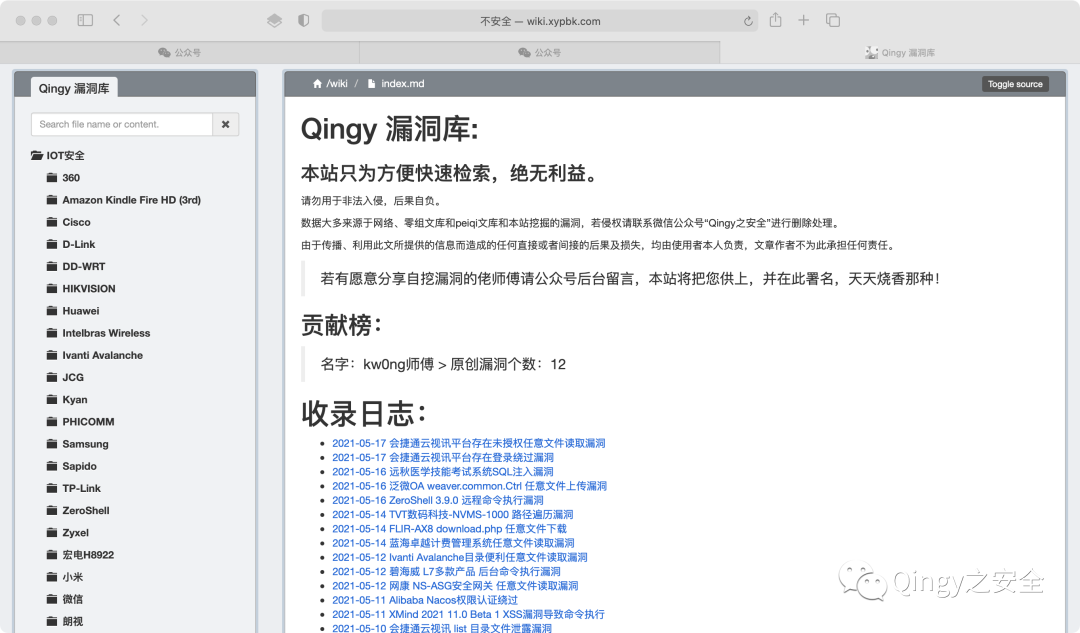 不安全 — wiki.xypbk.com
公众号
公众号
Qingy 漏洞库
Qingy 漏洞库
Search file name or content.
IOT安全
360
Amazon Kindle Fire HD (3rd)
Cisco
D-Link
DD-WRT
HIKVISION
Huawei
Intelbras Wireless
Ivanti Avalanche
JCG
Kyan
PHICOMM
Samsung
Sapido
TP-Link
ZeroShell
Zyxel
宏电H8922
小米
微信
朗视
/wiki / index.md
Toggle source
Qingy 漏洞库:
本站只为方便快速检索，绝无利益。
请勿用于非法入侵，后果自负。
数据大多来源于网络、零组文库和peiqi文库和本站挖掘的漏洞，若侵权请联系微信公众号“Qingy之安全”进行删除处理。
由于传播、利用此文所提供的信息而造成的任何直接或者间接的后果及损失，均由使用者本人负责，文章作者不为此承担任何责任。
若有愿意分享自挖漏洞的佬师傅请公众号后台留言，本站将把您供上，并在此署名，天天烧香那种！
贡献榜：
名字：kw0ng师傅 > 原创漏洞个数：12
收录日志：
2021-05-17 会捷通云视讯平台存在未授权任意文件读取漏洞
2021-05-17 会捷通云视讯平台存在登录绕过漏洞
2021-05-16 远秋医学技能考试系统SQL注入漏洞
2021-05-16 泛微OA weaver.common.Ctrl 任意文件上传漏洞
2021-05-16 ZeroShell 3.9.0 远程命令执行漏洞
2021-05-14 TVT数码科技-NVMS-1000 路径遍历漏洞
2021-05-14 FLIR-AX8 download.php 任意文件下载
2021-05-14 蓝海卓越计费管理系统任意文件读取漏洞
2021-05-12 Ivanti Avalanche目录便利任意文件读取漏洞
2021-05-12 碧海威 L7多款产品 后台命令执行漏洞
2021-05-12 网康 NS-ASG安全网关 任意文件读取漏洞
2021-05-11 Alibaba Nacos权限认证绕过
2021-05-11 XMind 2021 11.0 Beta 1 XSS漏洞导致命令执行
2021-05-10 会捷通云视讯 list 目录文件泄露漏洞
Qingy之安全